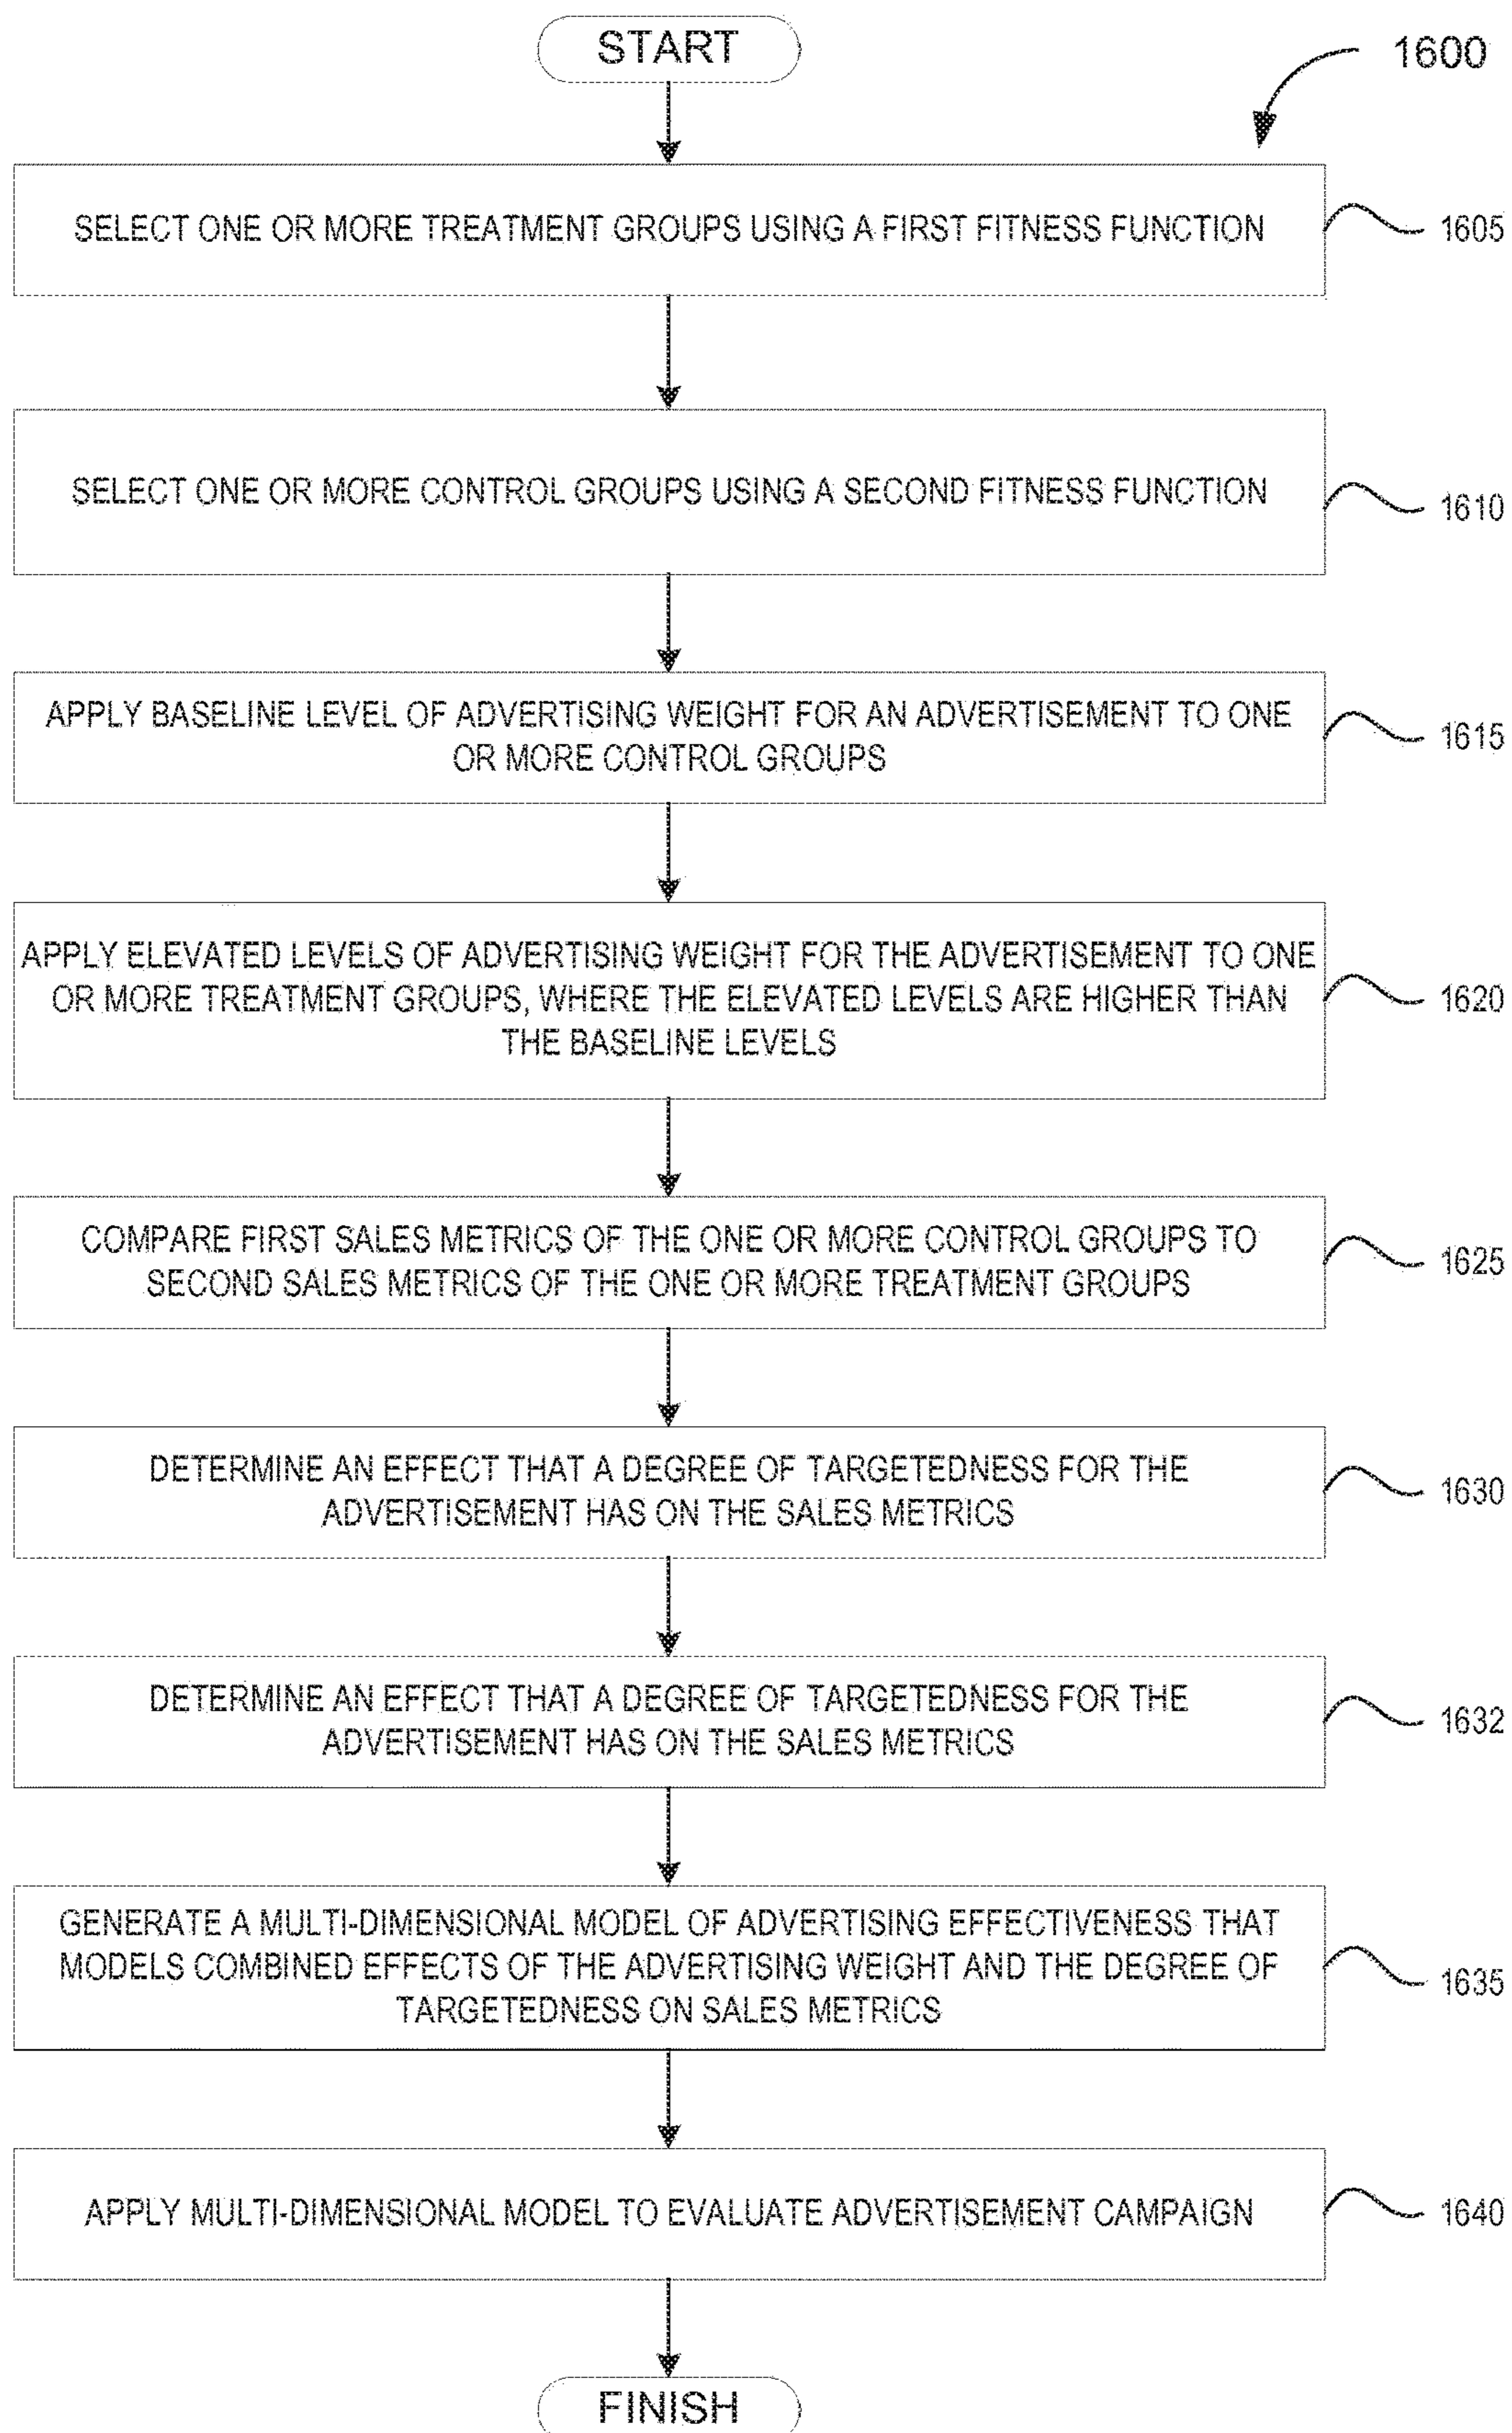 START
1600
SELECT ONE OR MORE TREATMENT GROUPS USING A FIRST FITNESS FUNCTION
1605
SELECT ONE OR MORE CONTROL GROUPS USING A SECOND FITNESS FUNCTION
1610
APPLY BASELINE LEVEL OF ADVERTISING WEIGHT FOR AN ADVERTISEMENT TO ONE
OR MORE CONTROL GROUPS
1615
APPLY ELEVATED LEVELS OF ADVERTISING WEIGHT FOR THE ADVERTISEMENT TO ONE
OR MORE TREATMENT GROUPS, WHERE THE ELEVATED LEVELS ARE HIGHER THAN
THE BASELINE LEVELS
1620
COMPARE FIRST SALES METRICS OF THE ONE OR MORE CONTROL GROUPS TO
SECOND SALES METRICS OF THE ONE OR MORE TREATMENT GROUPS
1625
DETERMINE AN EFFECT THAT A DEGREE OF TARGETEDNESS FOR THE
ADVERTISEMENT HAS ON THE SALES METRICS
1630
DETERMINE AN EFFECT THAT A DEGREE OF TARGETEDNESS FOR THE
ADVERTISEMENT HAS ON THE SALES METRICS
1632
GENERATE A MULTI-DIMENSIONAL MODEL OF ADVERTISING EFFECTIVENESS THAT
MODELS COMBINED EFFECTS OF THE ADVERTISING WEIGHT AND THE DEGREE OF
TARGETEDNESS ON SALES METRICS
1635
APPLY MULTI-DIMENSIONAL MODEL TO EVALUATE ADVERTISEMENT CAMPAIGN
1640
FINISH